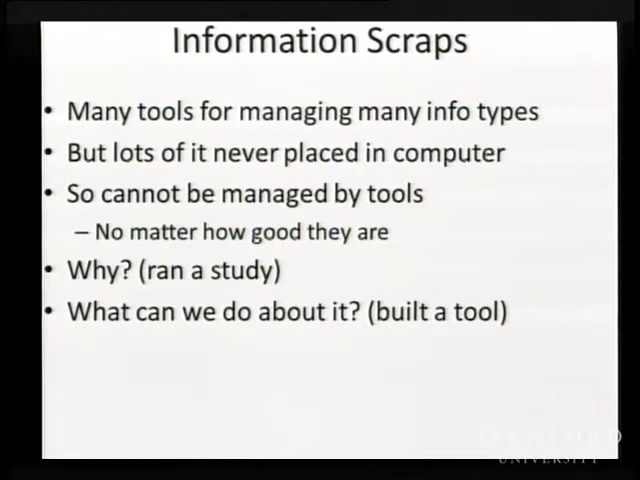 Information Scraps
• Many tools for managing many info types
• But lots of it never placed in computer
• So cannot be managed by tools
– No matter how good they are
• Why? (ran a study)
• What can we do about it? (built a tool)
STANFORD
UNIVERSITY